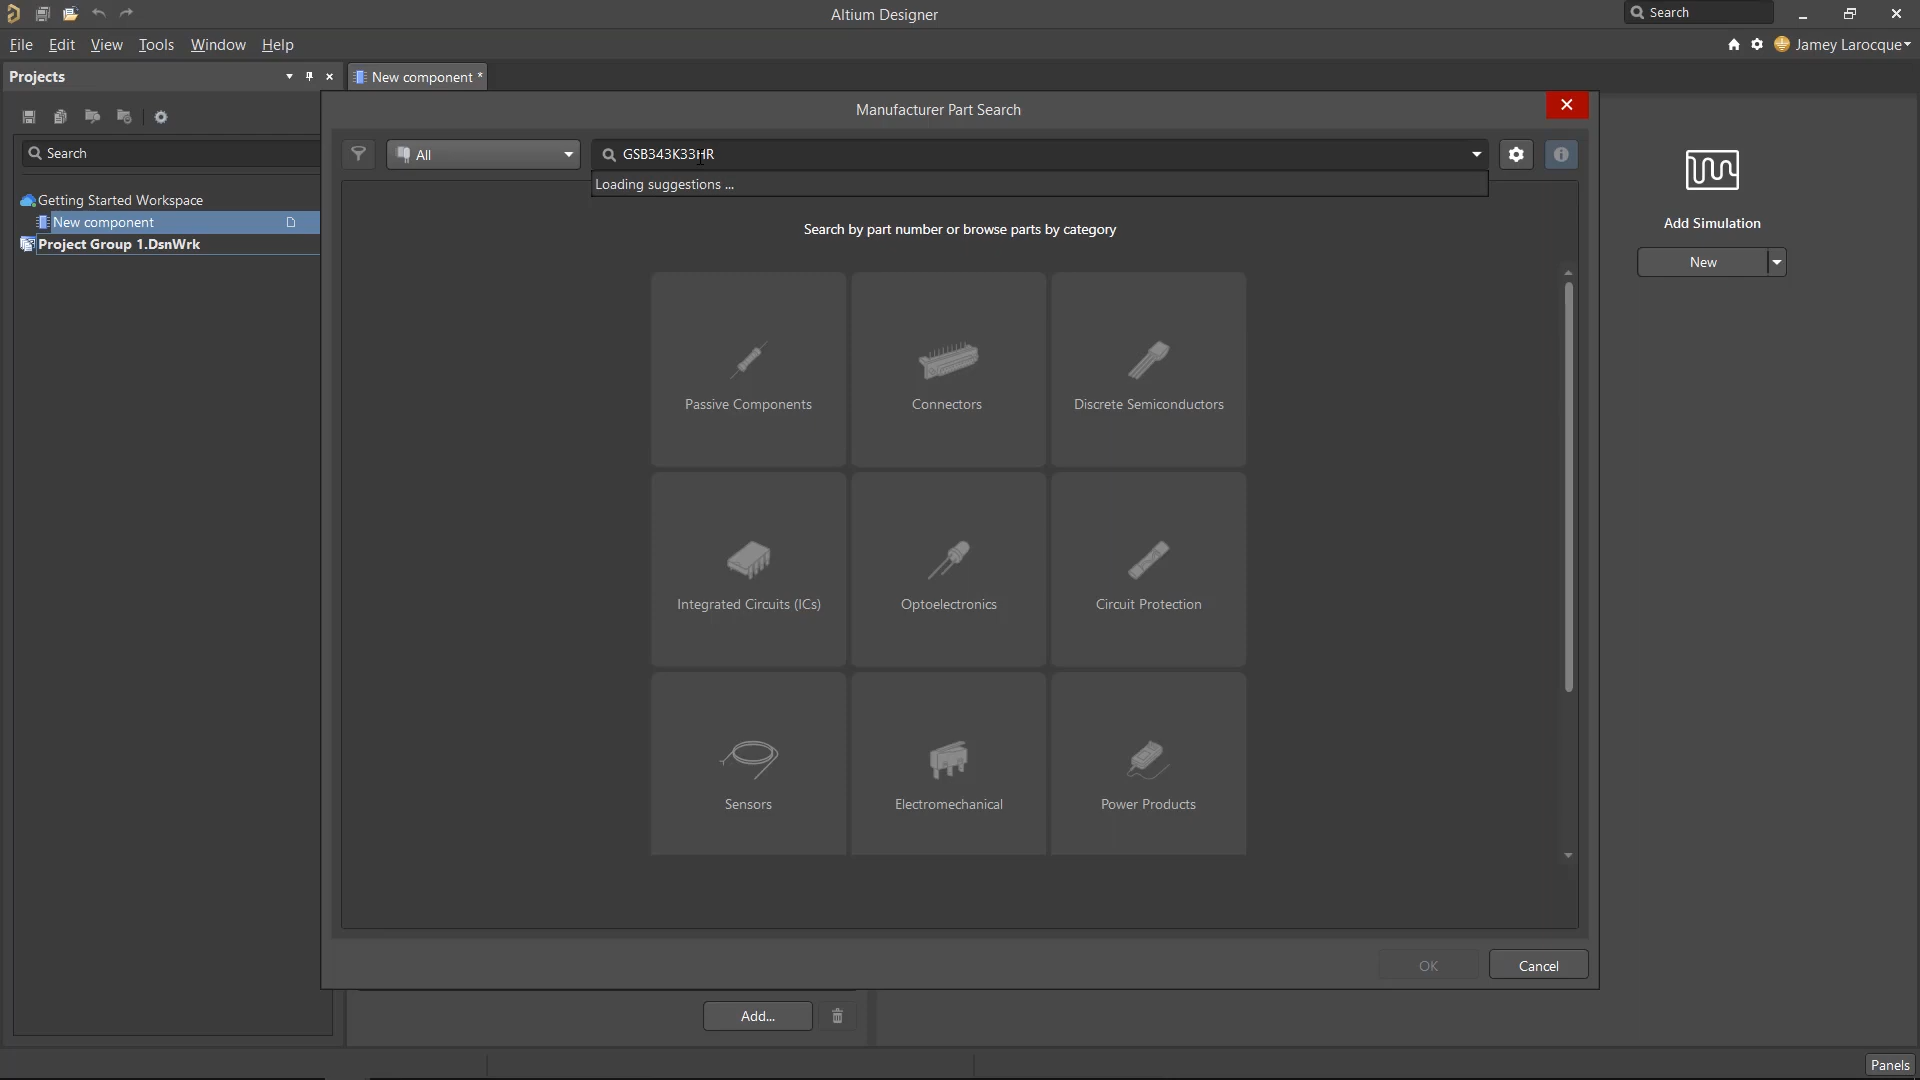 Altium Designer
Search
File Edit View Tools Window Help
Jamey Larocque
Projects
New component *
Manufacturer Part Search
Search
All
GSB343K33HR
Loading suggestions ...
Getting Started Workspace
New component
Project Group 1.DsnWrk
Search by part number or browse parts by category
Add Simulation
New
Passive Components
Connectors
Discrete Semiconductors
Integrated Circuits (ICs)
Optoelectronics
Circuit Protection
Sensors
Electromechanical
Power Products
OK
Cancel
Add...
Panels